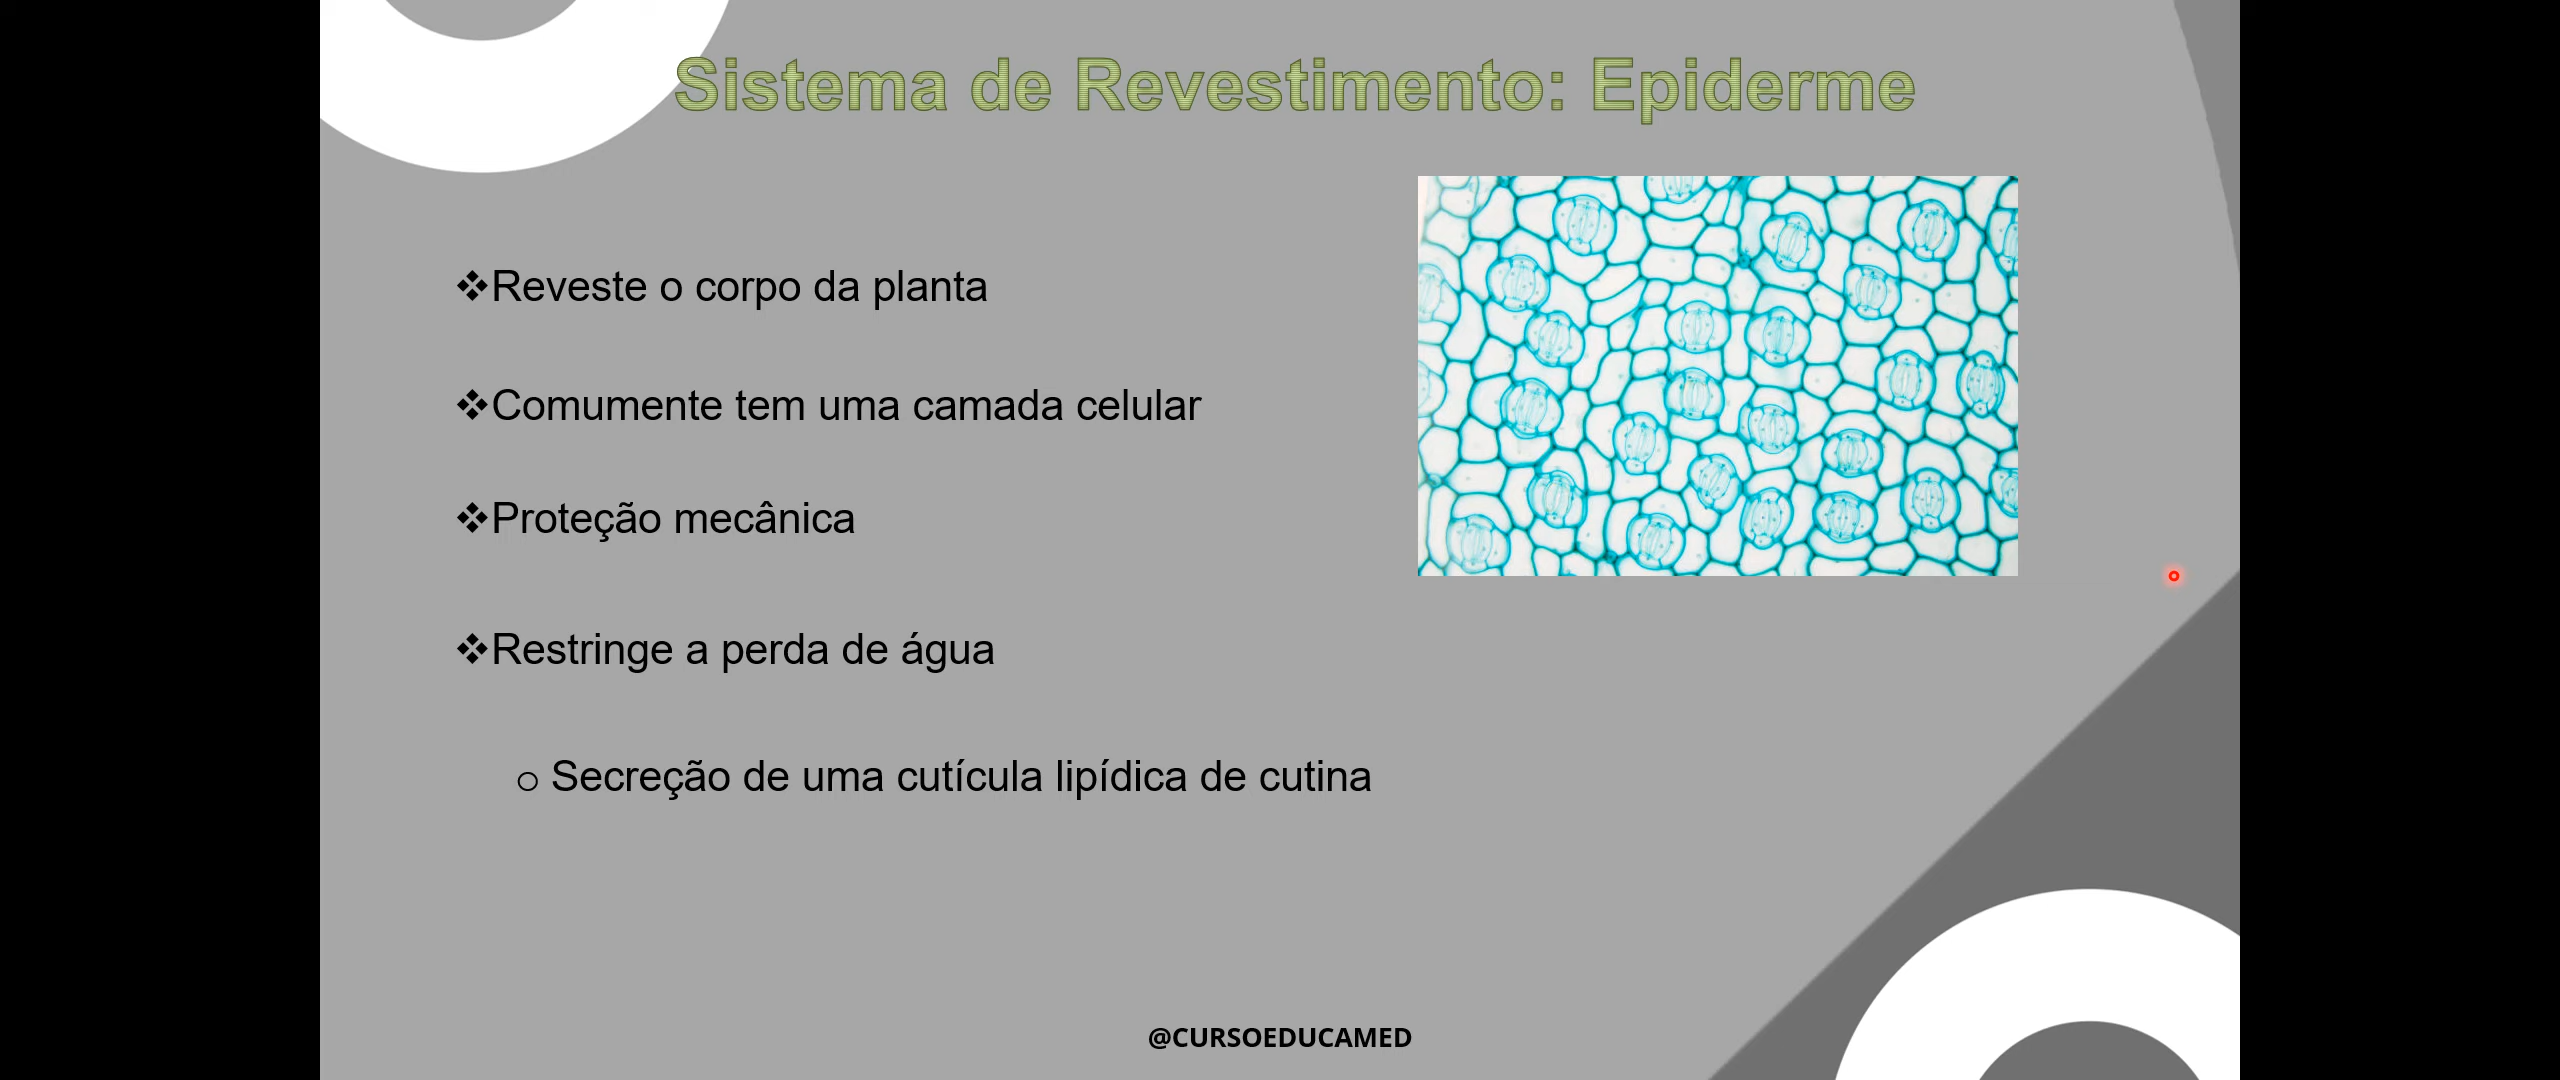 Sistema de Revestimento: Epiderme
❖Reveste o corpo da planta
❖Comumente tem uma camada celular
❖Proteção mecânica
❖Restringe a perda de água
o Secreção de uma cutícula lipídica de cutina
@CURSOEDUCAMED